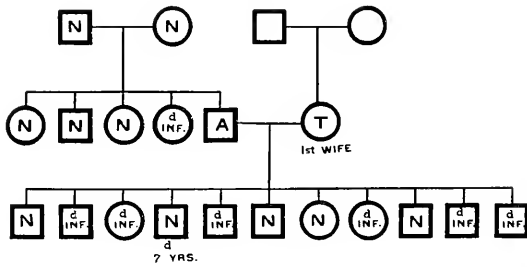 N N
N N N d INF. A T
1st WIFE
N d INF. d INF. N d INF. N N d INF. N d INF. d INF.
d
7 YRS.